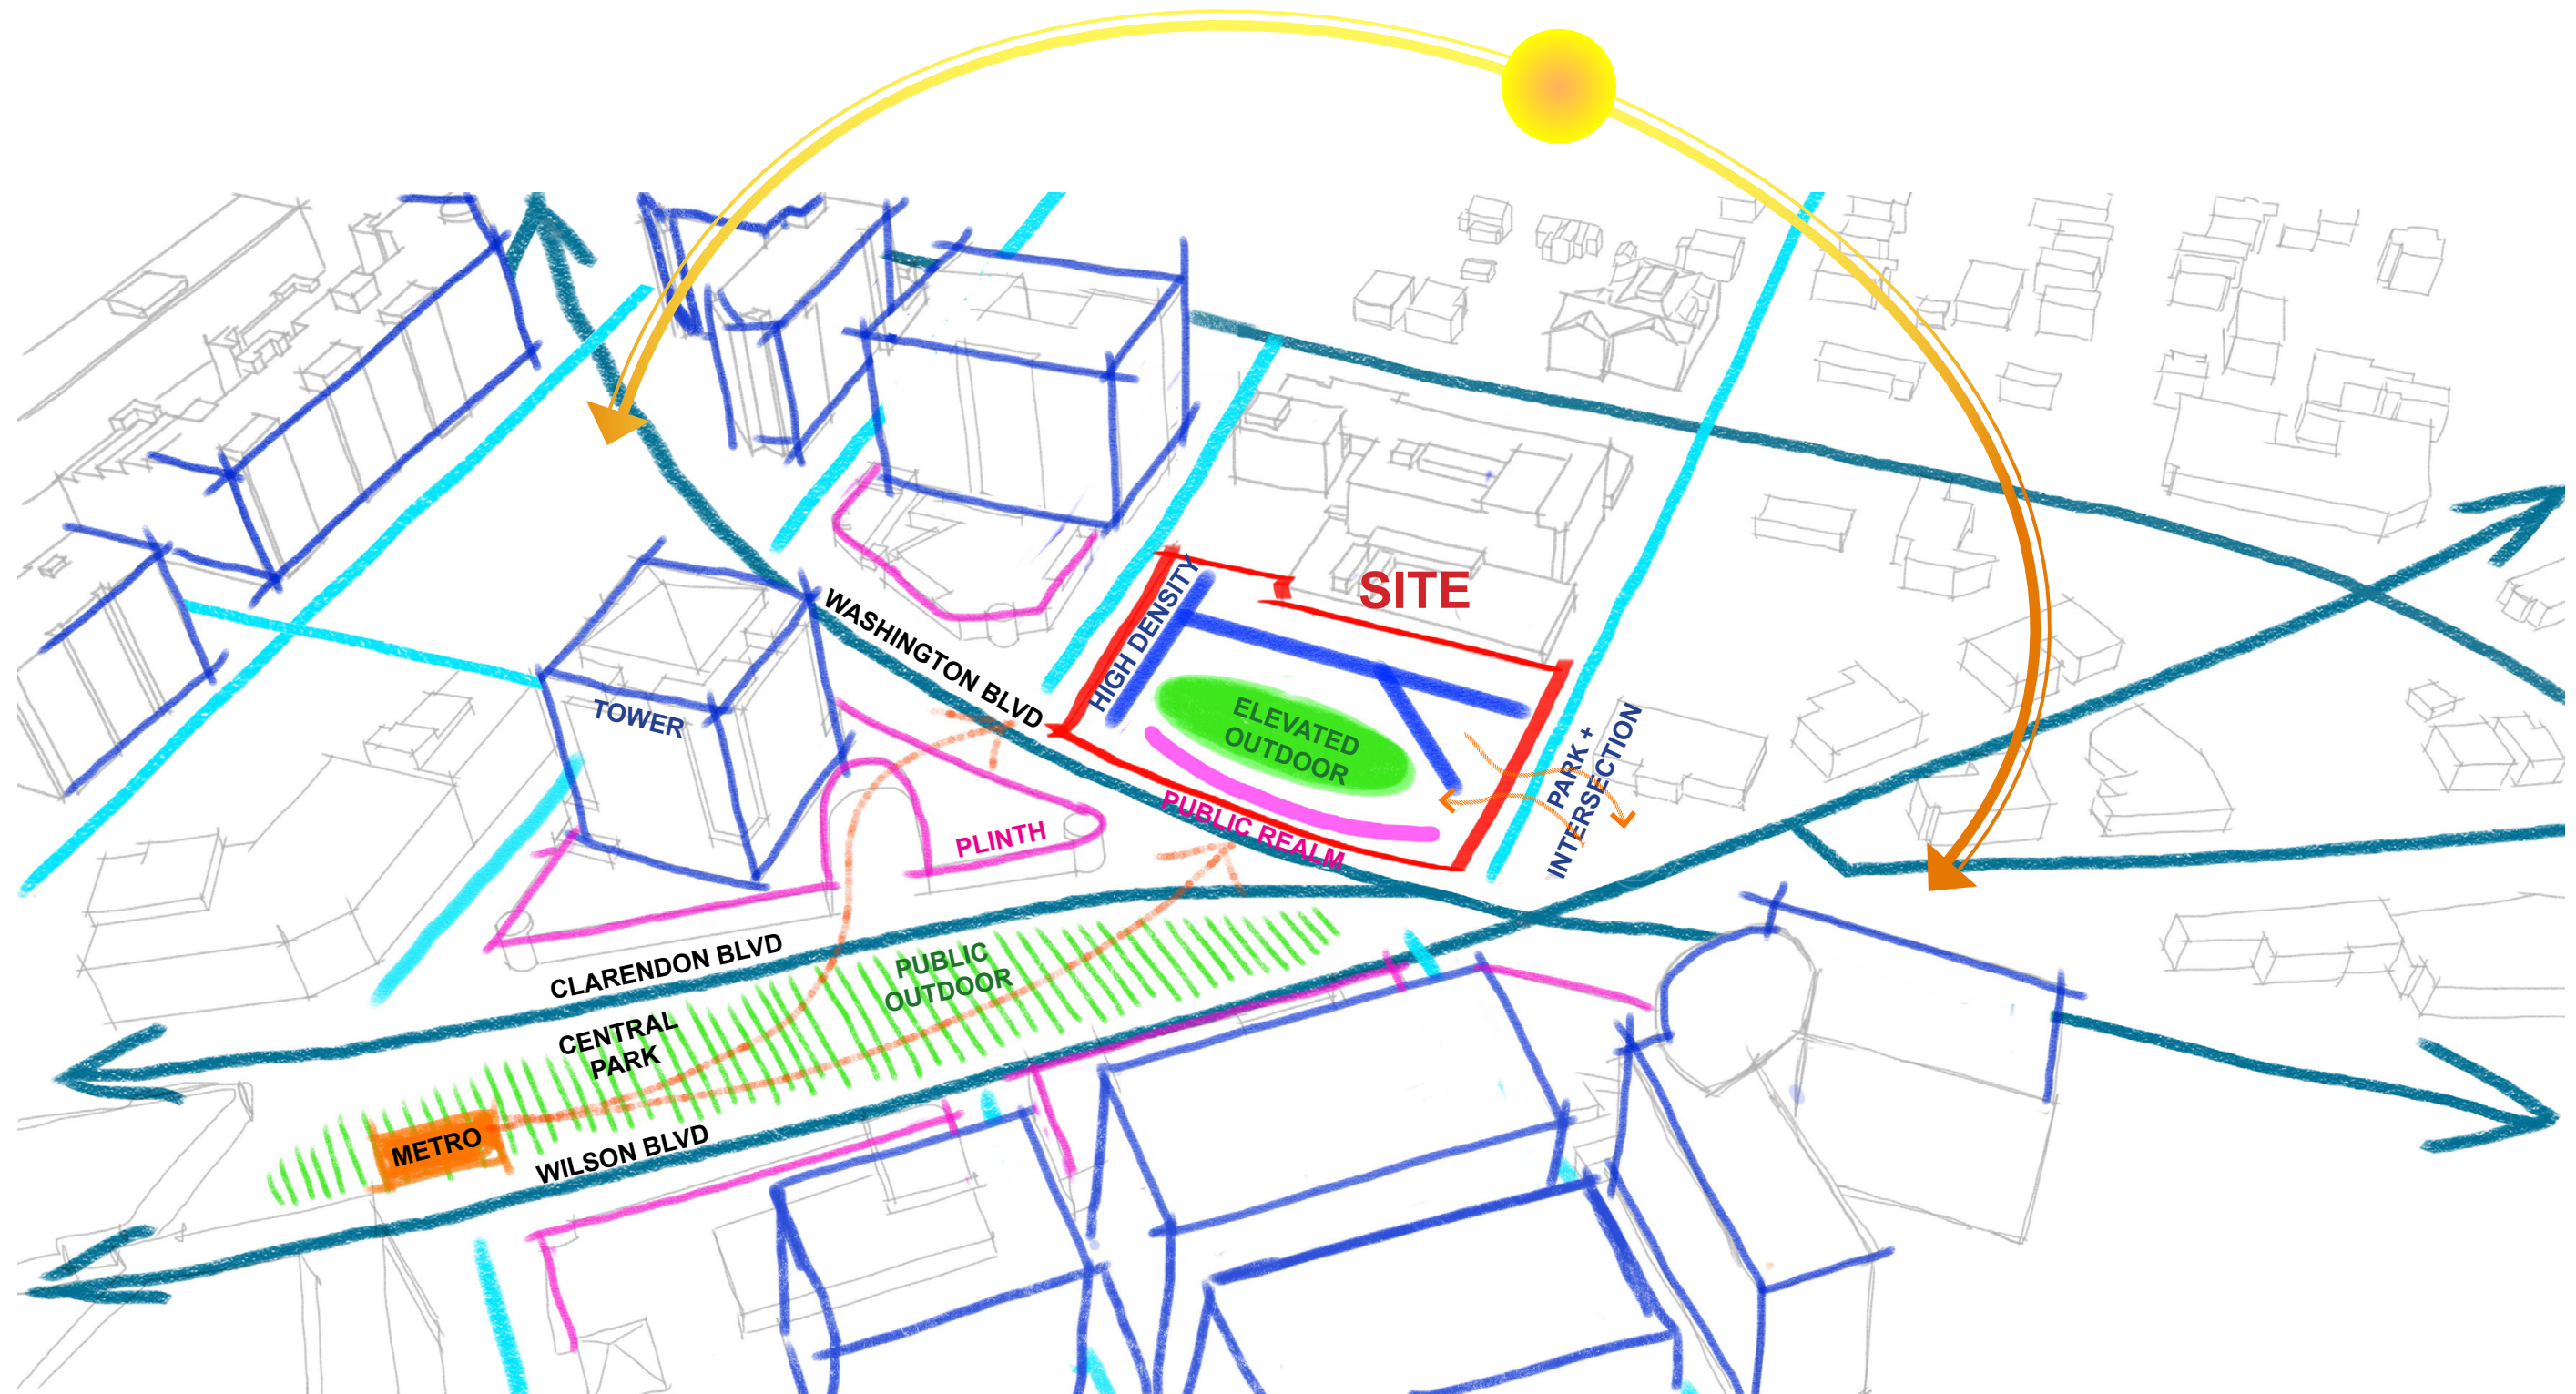 SITE
HIGH DENSITY
WASHINGTON BLVD
TOWER
ELEVATED
OUTDOOR
PARK +
INTERSECTION
PUBLIC REALM
PLINTH
CLARENDON BLVD
PUBLIC
OUTDOOR
CENTRAL
PARK
METRO
WILSON BLVD